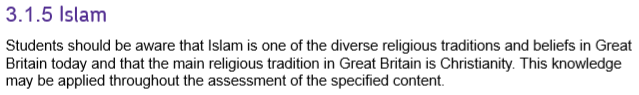 3.1.5 Islam
Students should be aware that Islam is one of the diverse religious traditions and beliefs in Great
Britain today and that the main religious tradition in Great Britain is Christianity. This knowledge
may be applied throughout the assessment of the specified content.